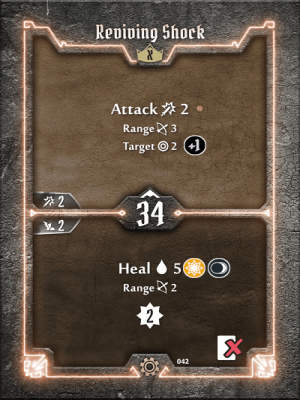 Reviving Shock
X
Attack 2
Range 3
Target 2 +1
2
34
2
Heal 5
Range 2
2
042